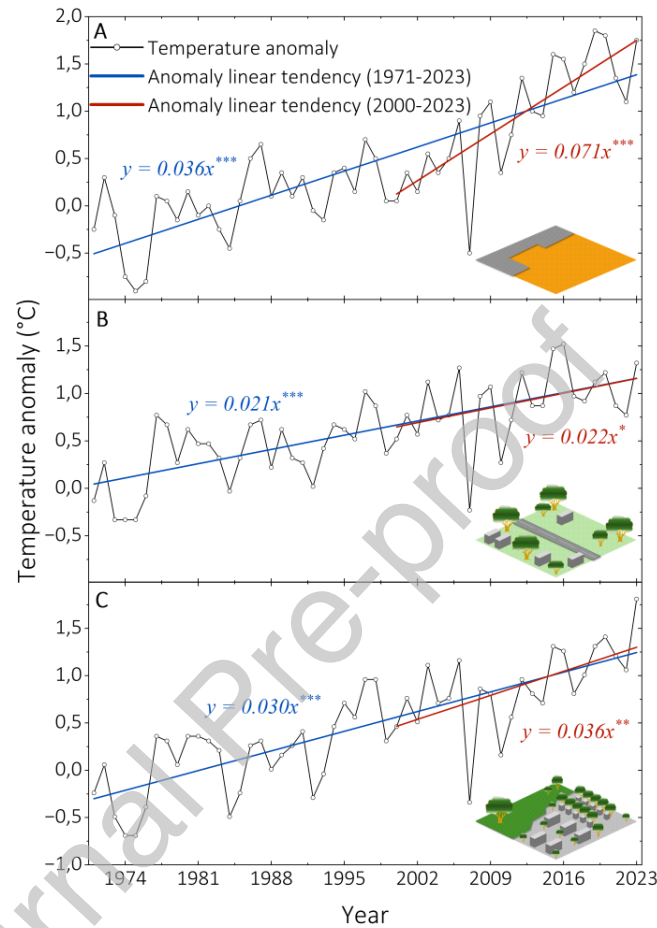 A
Temperature anomaly
Anomaly linear tendency (1971-2023)
Anomaly linear tendency (2000-2023)
2,0
1,5
1,0
0,5
0,0
−0,5
y = 0.036x***
y = 0.071x***
Temperature anomaly (°C)
B
1,5
1,0
0,5
0,0
−0,5
y = 0.021x***
y = 0.022x*
C
1,5
1,0
0,5
0,0
−0,5
−1,0
y = 0.030x***
y = 0.036x**
1974 1981 1988 1995 2002 2009 2016 2023
Year
rnal Pre-proof